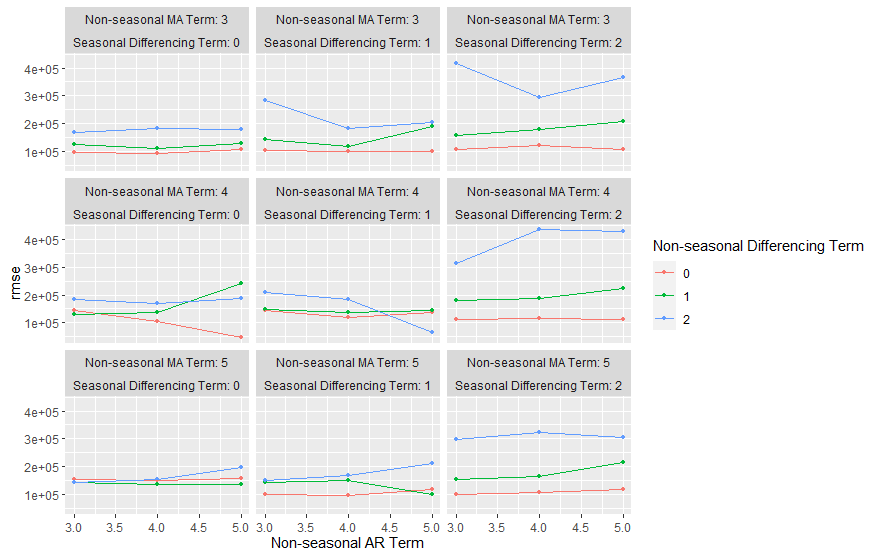 Non-seasonal MA Term: 3
Seasonal Differencing Term: 0
Non-seasonal MA Term: 3
Seasonal Differencing Term: 1
Non-seasonal MA Term: 3
Seasonal Differencing Term: 2
4e+05
3e+05
2e+05
1e+05
Non-seasonal MA Term: 4
Seasonal Differencing Term: 0
Non-seasonal MA Term: 4
Seasonal Differencing Term: 1
Non-seasonal MA Term: 4
Seasonal Differencing Term: 2
4e+05
3e+05
2e+05
1e+05
rmse
Non-seasonal MA Term: 5
Seasonal Differencing Term: 0
Non-seasonal MA Term: 5
Seasonal Differencing Term: 1
Non-seasonal MA Term: 5
Seasonal Differencing Term: 2
4e+05
3e+05
2e+05
1e+05
3.0 3.5 4.0 4.5 5.0 3.0 3.5 4.0 4.5 5.0 3.0 3.5 4.0 4.5 5.0
Non-seasonal AR Term
Non-seasonal Differencing Term
0
1
2